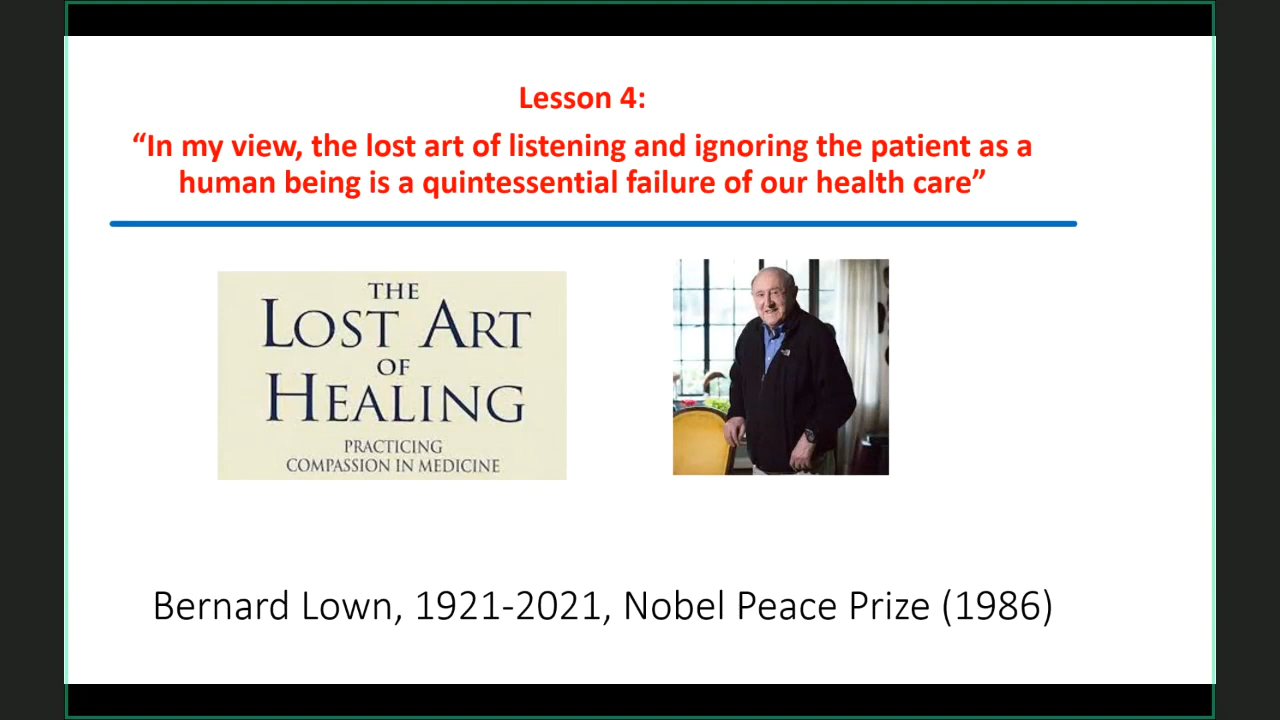 Lesson 4:
“In my view, the lost art of listening and ignoring the patient as a
human being is a quintessential failure of our health care”
THE
LOST ART
OF
HEALING
PRACTICING
COMPASSION IN MEDICINE
Bernard Lown, 1921-2021, Nobel Peace Prize (1986)